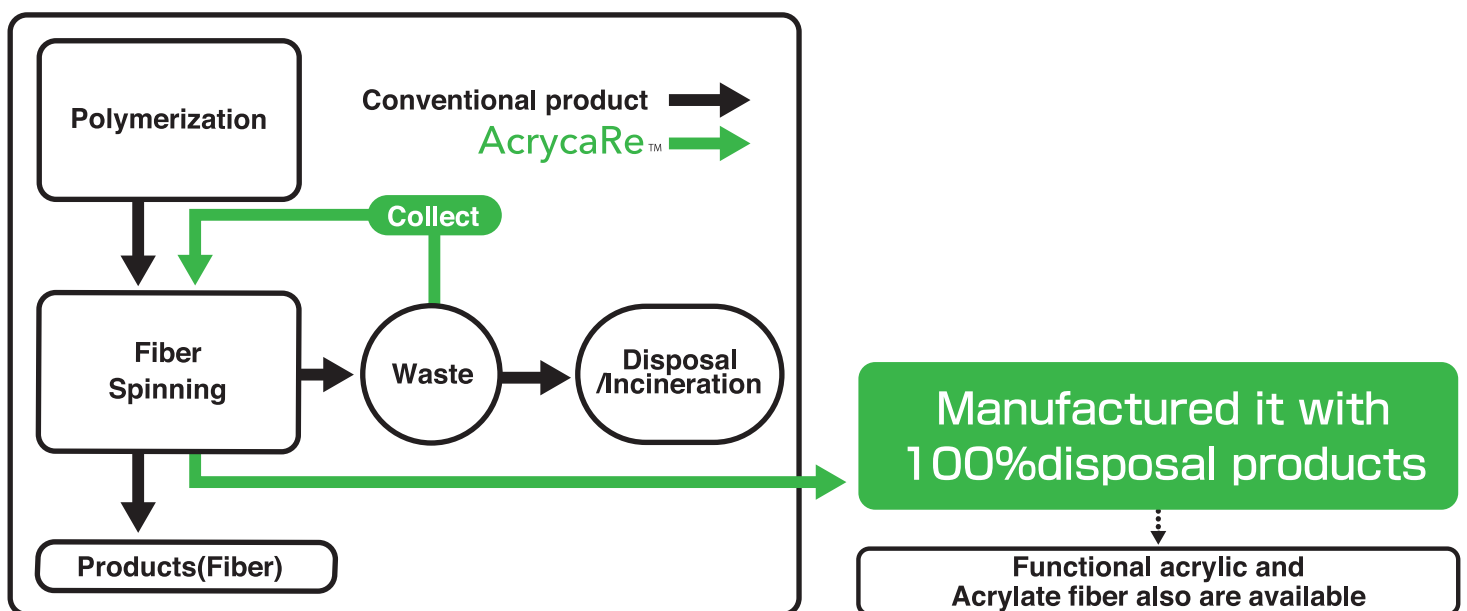 Polymerization
Conventional product
AcrycaRe™
Collect
Fiber
Spinning
Waste
Disposal
/Incineration
Products(Fiber)
Manufactured it with
100%disposal products
Functional acrylic and
Acrylate fiber also are available